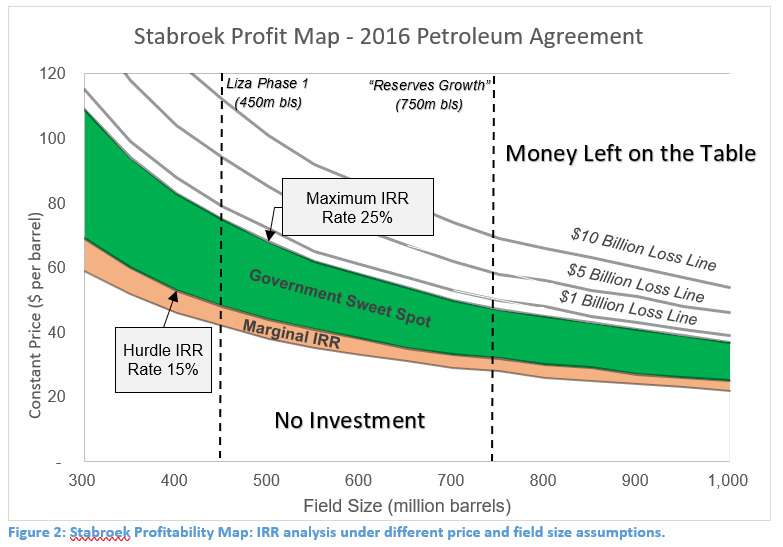 Stabroek Profit Map - 2016 Petroleum Agreement
Constant Price ($ per barrel)
120
100
80
60
40
20
-
Liza Phase 1
(450m bls)
“Reserves Growth”
(750m bls)
Money Left on the Table
Maximum IRR
Rate 25%
$10 Billion Loss Line
$5 Billion Loss Line
$1 Billion Loss Line
Government Sweet Spot
Marginal IRR
Hurdle IRR
Rate 15%
No Investment
300 400 500 600 700 800 900 1,000
Field Size (million barrels)
Figure 2: Stabroek Profitability Map: IRR analysis under different price and field size assumptions.